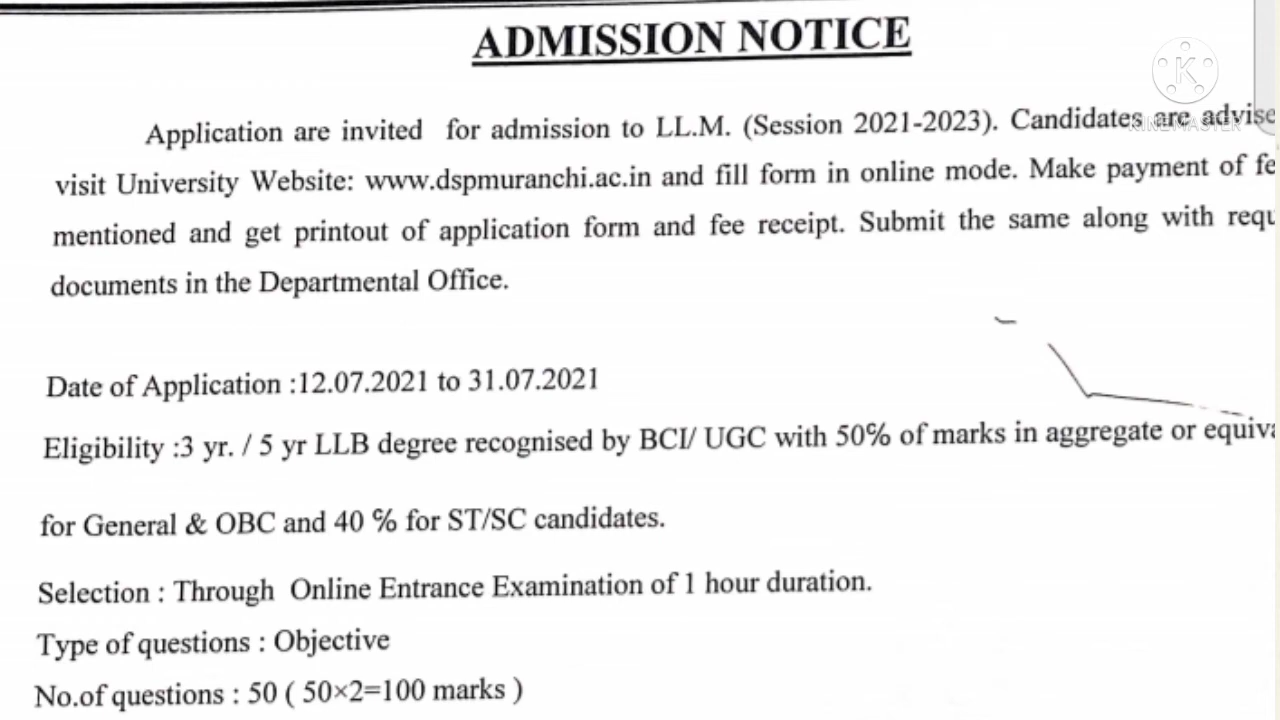 ADMISSION NOTICE
Application are invited for admission to LL.M. (Session 2021-2023). Candidates are advise
visit University Website: www.dspmuranchi.ac.in and fill form in online mode. Make payment of fe
mentioned and get printout of application form and fee receipt. Submit the same along with requ
documents in the Departmental Office.
Date of Application :12.07.2021 to 31.07.2021
Eligibility :3 yr. / 5 yr LLB degree recognised by BCI/ UGC with 50% of marks in aggregate or equiva
for General & OBC and 40 % for ST/SC candidates.
Selection : Through Online Entrance Examination of 1 hour duration.
Type of questions : Objective
No.of questions : 50 ( 50×2=100 marks )
K
KINEMASTER